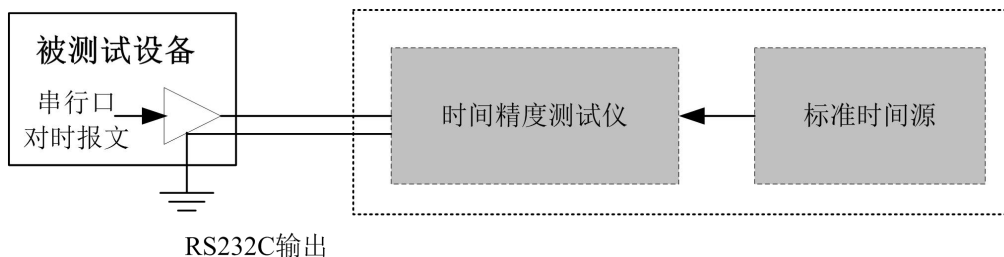 被测试设备
串行口
对时报文
时间精度测试仪
标准时间源
RS232C输出